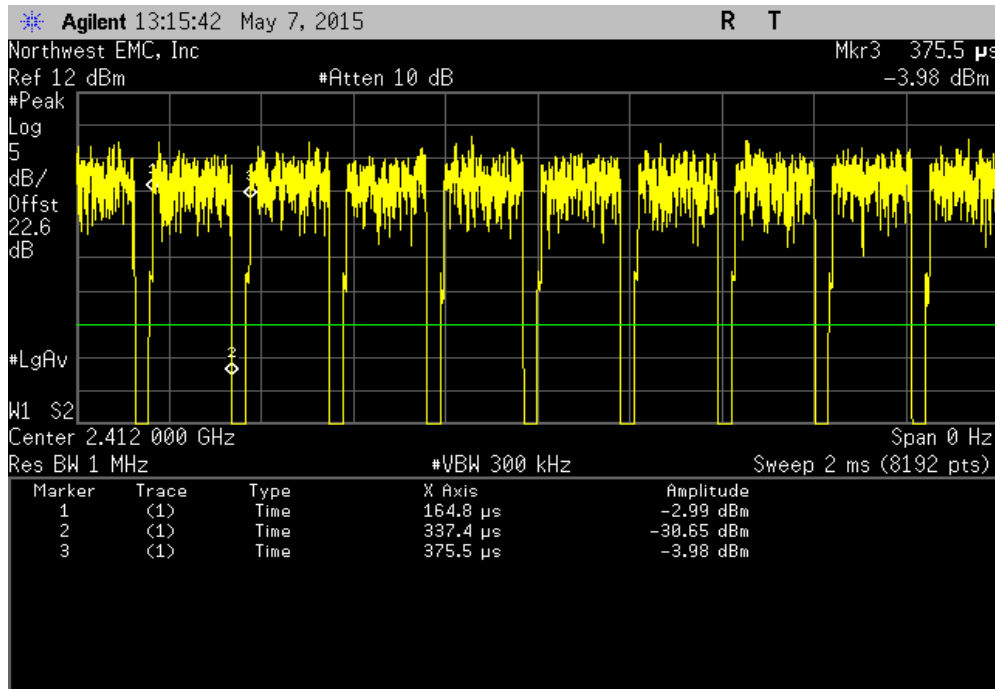 Agilent 13:15:42 May 7, 2015 R T
Northwest EMC, Inc Mkr3 375.5 µs
Ref 12 dBm #Atten 10 dB -3.98 dBm
#Peak
Log
5
dB/
Offst
22.6
dB
1
3
2
#LgAv
W1 S2
Center 2.412 000 GHz Span 0 Hz
Res BW 1 MHz #VBW 300 kHz Sweep 2 ms (8192 pts)
Marker Trace Type X Axis Amplitude
1 (1) Time 164.8 µs -2.99 dBm
2 (1) Time 337.4 µs -30.65 dBm
3 (1) Time 375.5 µs -3.98 dBm